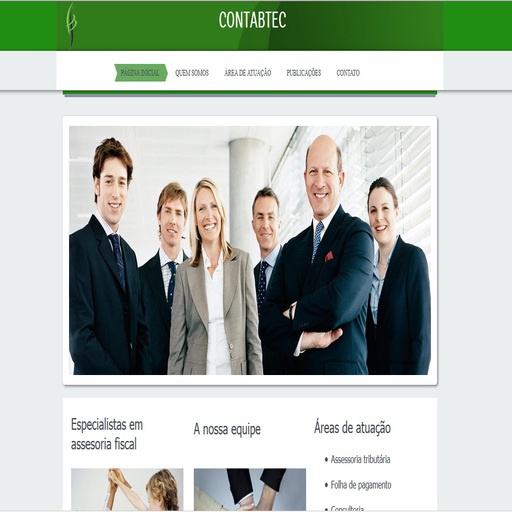 CONTABTEC
PÁGINA INICIAL QUEM SOMOS ÁREA DE ATUAÇÃO PUBLICAÇÕES CONTATO
Especialistas em
assesoria fiscal
A nossa equipe
Áreas de atuação
Assessoria tributária
Folha de pagamento
Consultoria